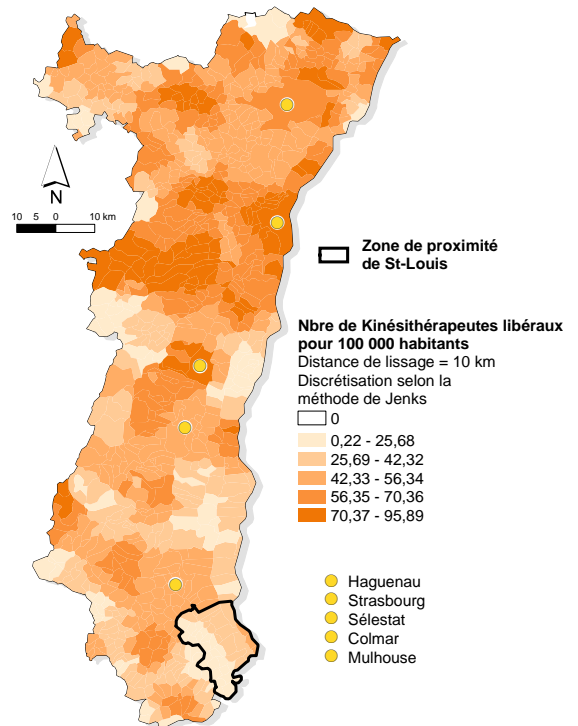 N
10 5 0 10 km
Zone de proximité
de St-Louis
Nbre de Kinésithérapeutes libéraux
pour 100 000 habitants
Distance de lissage = 10 km
Discrétisation selon la
méthode de Jenks
0
0,22 - 25,68
25,69 - 42,32
42,33 - 56,34
56,35 - 70,36
70,37 - 95,89
Haguenau
Strasbourg
Sélestat
Colmar
Mulhouse